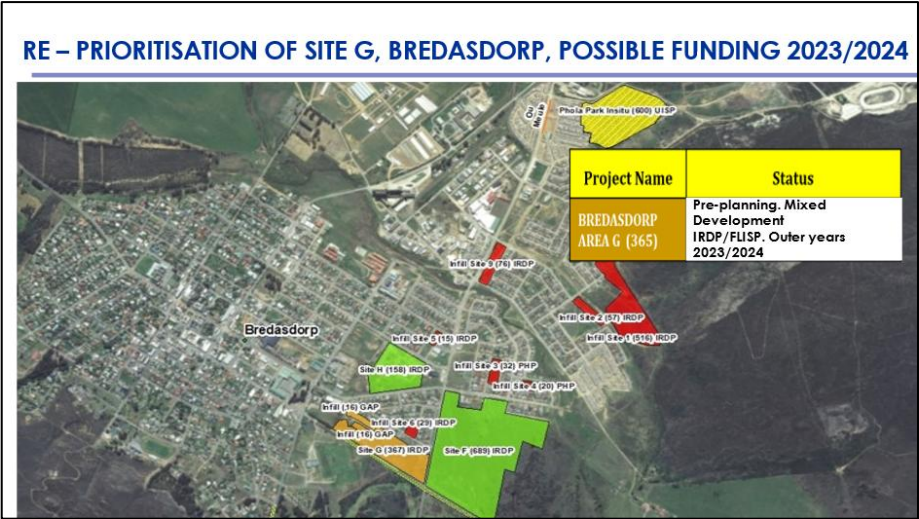 RE – PRIORITISATION OF SITE G, BREDASDORP, POSSIBLE FUNDING 2023/2024
Phola Park Insitu (600) UISP
Ou Meule
Project Name
Status
BREDASDORP AREA G (365)
Pre-planning. Mixed
Development
IRDP/FLISP. Outer years
2023/2024
Infill Site 9 (76) IRDP
Infill Site 2 (57) IRDP
Infill Site 1 (516) IRDP
Bredasdorp
Infill Site 5 (15) IRDP
Site H (158) IRDP
Infill Site 3 (32) PHP
Infill Site 4 (20) PHP
Infill (16) GAP
Infill Site 6 (29) IRDP
Infill (16) GAP
Site G (367) IRDP
Site F (689) IRDP